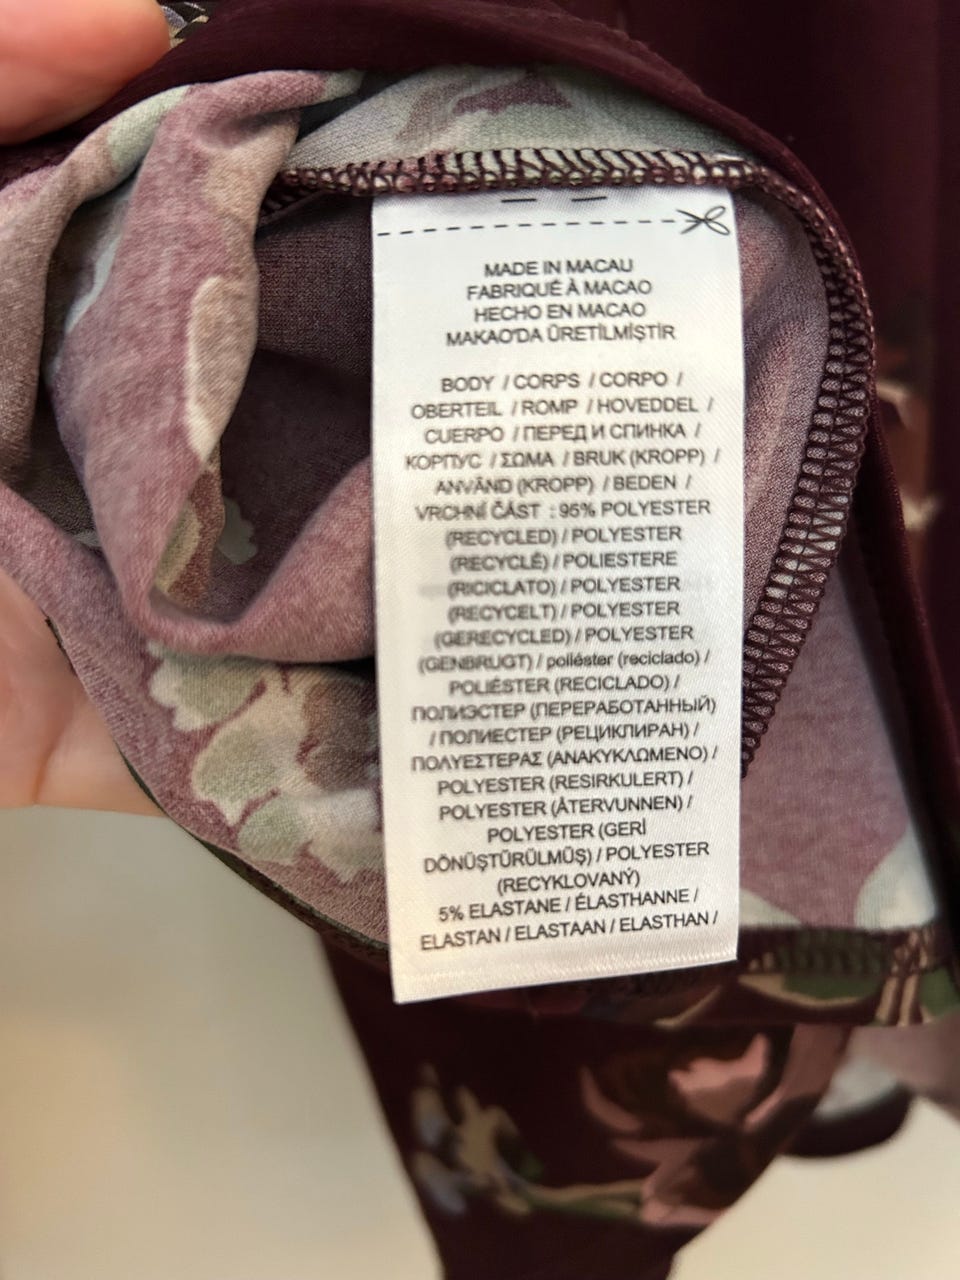 MADE IN MACAU
FABRIQUÉ À MACAO
HECHO EN MACAO
MAKAO'DA ÜRETİLMİŞTİR
BODY / CORPS / CORPO /
OBERTEIL / ROMP / HOVEDDEL /
CUERPO / ПЕРЕД И СПИНКА /
КОРПУС / ΣΩΜΑ / BRUK (KROPP) /
ANVÄND (KROPP) / BEDEN /
VRCHNÍ ČÁST : 95% POLYESTER
(RECYCLED) / POLYESTER
(RECYCLÉ) / POLIESTERE
(RICICLATO) / POLYESTER
(RECYCELT) / POLYESTER
(GERECYCLED) / POLYESTER
(GENBRUGT) / poliéster (reciclado) /
POLIÉSTER (RECICLADO) /
ПОЛИЭСТЕР (ПЕРЕРАБОТАННЫЙ)
/ ПОЛИЕСТЕР (РЕЦИКЛИРАН) /
ΠΟΛΥΕΣΤΕΡΑΣ (ΑΝΑΚΥΚΛΩΜΕΝΟ) /
POLYESTER (RESIRKULERT) /
POLYESTER (ÅTERVUNNEN) /
POLYESTER (GERİ
DÖNÜŞTÜRÜLMÜŞ) / POLYESTER
(RECYKLOVANÝ)
5% ELASTANE / ÉLASTHANNE /
ELASTAN / ELASTAAN / ELASTHAN /